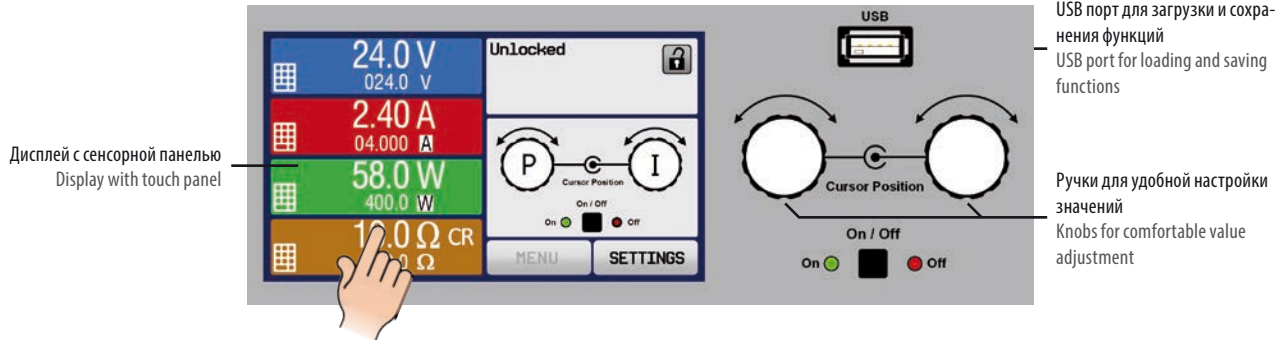 Дисплей с сенсорной панелью
Display with touch panel
24.0 V
024.0 V
2.40 A
04.000 A
58.0 W
400.0 W
.0 Ω CR
Ω
Unlocked
P
I
Cursor Position
On / Off
On
Off
MENU
SETTINGS
USB
Cursor Position
On / Off
On
Off
USB порт для загрузки и сохра-
нения функций
USB port for loading and saving
functions
Ручки для удобной настройки
значений
Knobs for comfortable value
adjustment